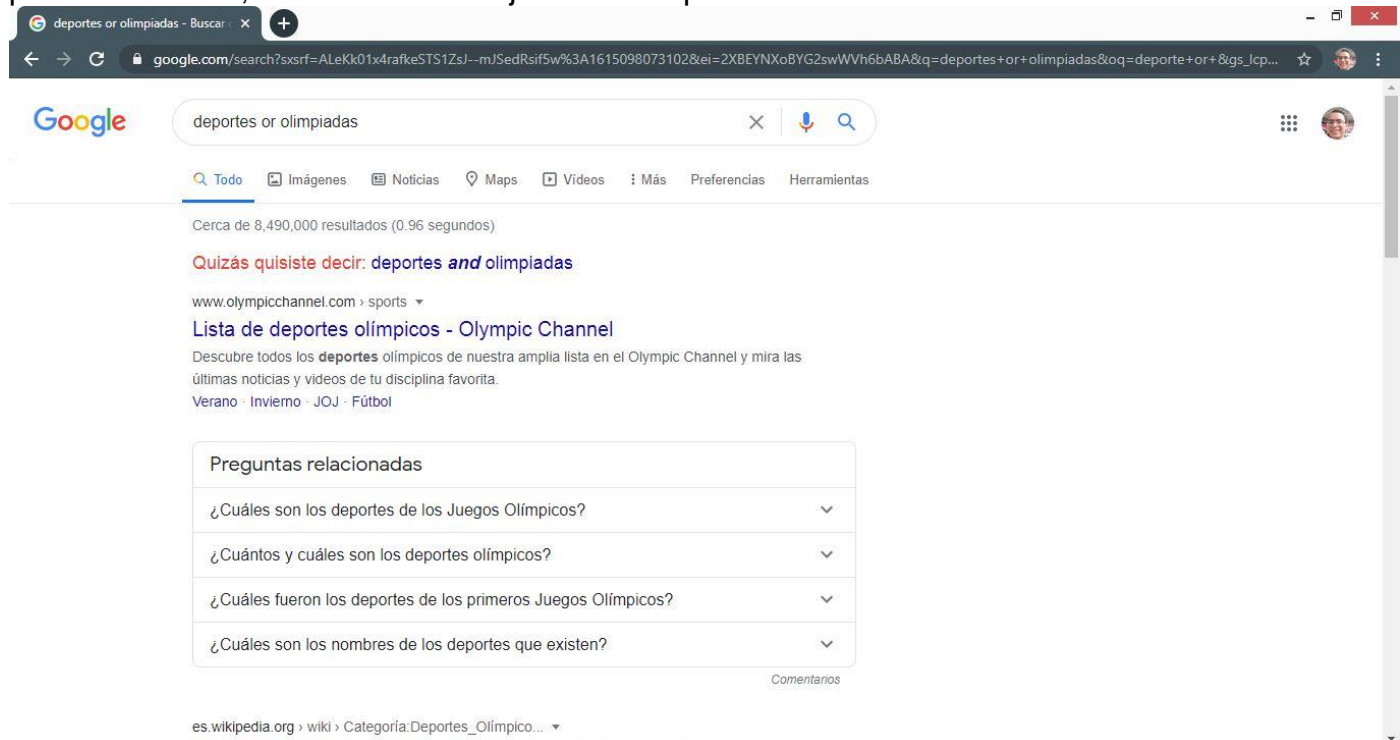 deportes or olimpiadas - Buscar
google.com/search?sxsrf=ALeKk01x4rafkeSTS1ZsJ--mJSedRsif5w%3A1615098073102&ei=2XBEYNXoBYG2swWVh6bABA&q=deportes+or+olimpiadas&oq=deporte+or+&gs_lcp...
Google
deportes or olimpiadas
Todo Imágenes Noticias Maps Vídeos Más Preferencias Herramientas
Cerca de 8,490,000 resultados (0.96 segundos)
Quizás quisiste decir: deportes and olimpiadas
www.olympicchannel.com › sports
Lista de deportes olímpicos - Olympic Channel
Descubre todos los deportes olímpicos de nuestra amplia lista en el Olympic Channel y mira las
últimas noticias y videos de tu disciplina favorita.
Verano · Invierno · JOJ · Fútbol
Preguntas relacionadas
¿Cuáles son los deportes de los Juegos Olímpicos?
¿Cuántos y cuáles son los deportes olímpicos?
¿Cuáles fueron los deportes de los primeros Juegos Olímpicos?
¿Cuáles son los nombres de los deportes que existen?
Comentarios
es.wikipedia.org › wiki › Categoría:Deportes_Olímpico...